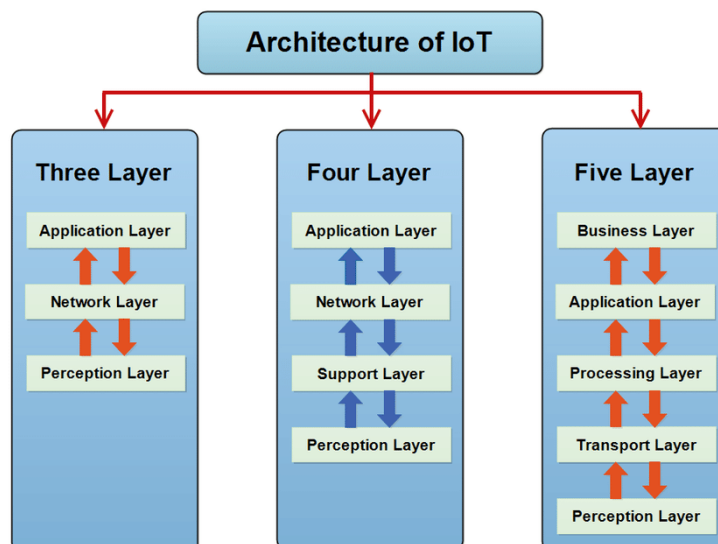 Architecture of IoT
Three Layer
Application Layer
Network Layer
Perception Layer
Four Layer
Application Layer
Network Layer
Support Layer
Perception Layer
Five Layer
Business Layer
Application Layer
Processing Layer
Transport Layer
Perception Layer